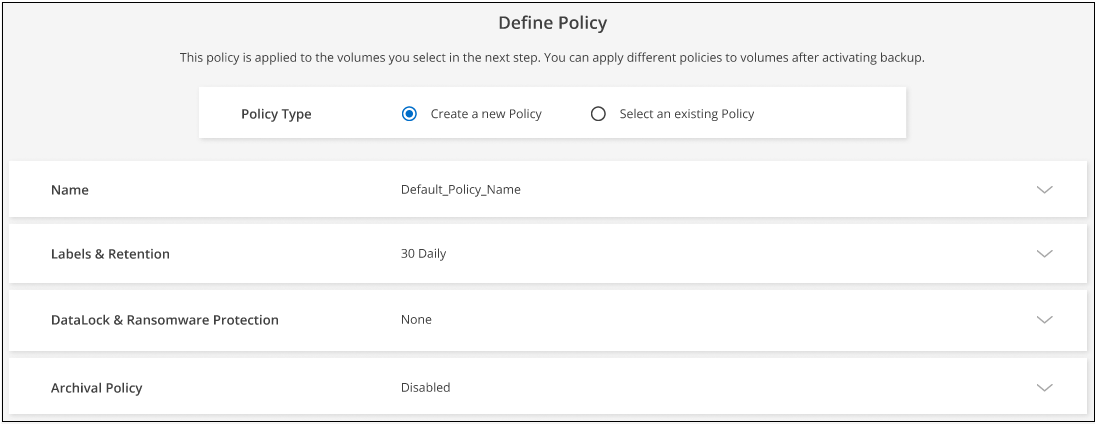 Define Policy
This policy is applied to the volumes you select in the next step. You can apply different policies to volumes after activating backup.
Policy Type Create a new Policy Select an existing Policy
Name Default_Policy_Name
Labels & Retention 30 Daily
DataLock & Ransomware Protection None
Archival Policy Disabled